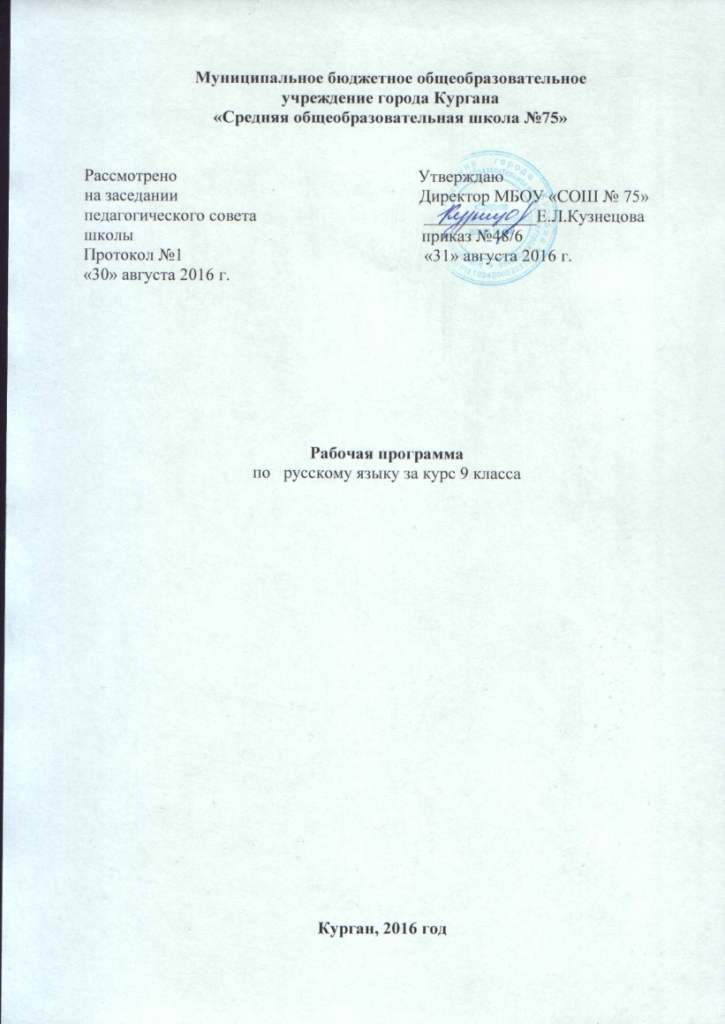 Муниципальное бюджетное общеобразовательное
учреждение города Кургана
«Средняя общеобразовательная школа №75»
Рассмотрено
на заседании
педагогического совета
школы
Протокол №1
«30» августа 2016 г.
Утверждаю
Директор МБОУ «СОШ № 75»
Е.Л.Кузнецова
приказ №48/6
«31» августа 2016 г.
Рабочая программа
по русскому языку за курс 9 класса
Курган, 2016 год